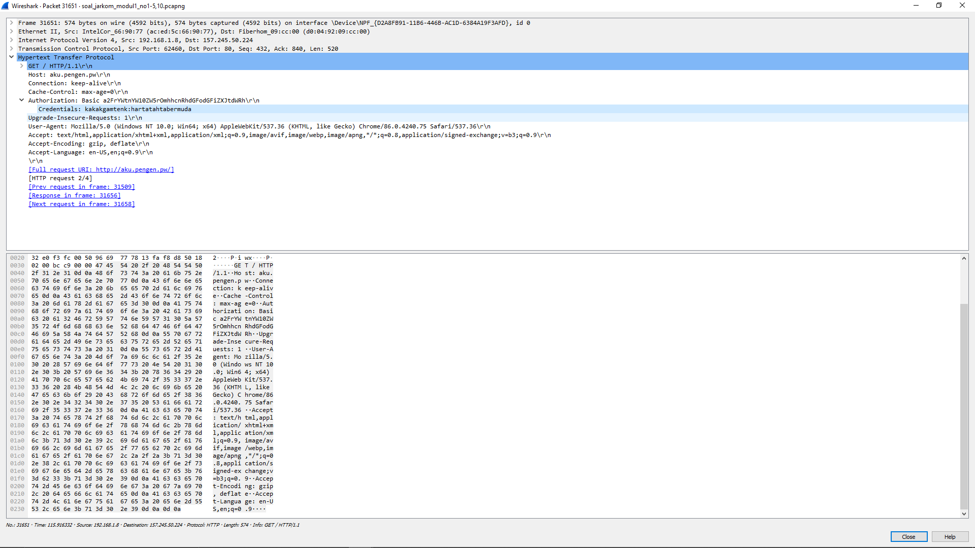 Wireshark · Packet 31651 · soal_jarkom_modul1_no1-5,10.pcapng
Frame 31651: 574 bytes on wire (4592 bits), 574 bytes captured (4592 bits) on interface \Device\NPF_{D2A8FB91-11B6-446B-AC1D-6384A19F3AFD}, id 0
Ethernet II, Src: IntelCor_66:90:77 (ac:ed:5c:66:90:77), Dst: Fiberhom_09:cc:00 (d0:04:92:09:cc:00)
Internet Protocol Version 4, Src: 192.168.1.8, Dst: 157.245.50.224
Transmission Control Protocol, Src Port: 62460, Dst Port: 80, Seq: 432, Ack: 840, Len: 520
Hypertext Transfer Protocol
GET / HTTP/1.1\r\n
Host: aku.pengen.pw\r\n
Connection: keep-alive\r\n
Cache-Control: max-age=0\r\n
Authorization: Basic a2FrYWtnYW10ZW5rOmhhcnRhdGFodGFiZXJtdWRh\r\n
Credentials: kakakgamtenk:hartatahtabermuda
Upgrade-Insecure-Requests: 1\r\n
User-Agent: Mozilla/5.0 (Windows NT 10.0; Win64; x64) AppleWebKit/537.36 (KHTML, like Gecko) Chrome/86.0.4240.75 Safari/537.36\r\n
Accept: text/html,application/xhtml+xml,application/xml;q=0.9,image/avif,image/webp,image/apng,*/*;q=0.8,application/signed-exchange;v=b3;q=0.9\r\n
Accept-Encoding: gzip, deflate\r\n
Accept-Language: en-US,en;q=0.9\r\n
\r\n
[Full request URI: http://aku.pengen.pw/]
[HTTP request 2/4]
[Prev request in frame: 31509]
[Response in frame: 31656]
[Next request in frame: 31658]
0020 32 e0 f3 fc 00 50 96 69 77 78 13 fa f8 d8 50 18 2····P·i wx····P·
0030 02 00 bc c9 00 00 47 45 54 20 2f 20 48 54 54 50 ······GE T / HTTP
0040 2f 31 2e 31 0d 0a 48 6f 73 74 3a 20 61 6b 75 2e /1.1··Ho st: aku.
0050 70 65 6e 67 65 6e 2e 70 77 0d 0a 43 6f 6e 6e 65 pengen.p w··Conne
0060 63 74 69 6f 6e 3a 20 6b 65 65 70 2d 61 6c 69 76 ction: k eep-aliv
0070 65 0d 0a 43 61 63 68 65 2d 43 6f 6e 74 72 6f 6c e··Cache -Control
0080 3a 20 6d 61 78 2d 61 67 65 3d 30 0d 0a 41 75 74 : max-ag e=0··Aut
0090 68 6f 72 69 7a 61 74 69 6f 6e 3a 20 42 61 73 69 horizati on: Basi
00a0 63 20 61 32 46 72 59 57 74 6e 59 57 31 30 5a 57 c a2FrYW tnYW10ZW
00b0 35 72 4f 6d 68 68 63 6e 52 68 64 47 46 6f 64 47 5rOmhhcn RhdGFodG
00c0 46 69 5a 58 4a 74 64 57 52 68 0d 0a 55 70 67 72 FiZXJtdW Rh··Upgr
00d0 61 64 65 2d 49 6e 73 65 63 75 72 65 2d 52 65 71 ade-Inse cure-Req
00e0 75 65 73 74 73 3a 20 31 0d 0a 55 73 65 72 2d 41 uests: 1 ··User-A
00f0 67 65 6e 74 3a 20 4d 6f 7a 69 6c 6c 61 2f 35 2e gent: Mo zilla/5.
0100 30 20 28 57 69 6e 64 6f 77 73 20 4e 54 20 31 30 0 (Windo ws NT 10
0110 2e 30 3b 20 57 69 6e 36 34 3b 20 78 36 34 29 20 .0; Win6 4; x64)
0120 41 70 70 6c 65 57 65 62 4b 69 74 2f 35 33 37 2e AppleWeb Kit/537.
0130 33 36 20 28 4b 48 54 4d 4c 2c 20 6c 69 6b 65 20 36 (KHTM L, like
0140 47 65 63 6b 6f 29 20 43 68 72 6f 6d 65 2f 38 36 Gecko) C hrome/86
0150 2e 30 2e 34 32 34 30 2e 37 35 20 53 61 66 61 72 .0.4240. 75 Safar
0160 69 2f 35 33 37 2e 33 36 0d 0a 41 63 63 65 70 74 i/537.36 ··Accept
0170 3a 20 74 65 78 74 2f 68 74 6d 6c 2c 61 70 70 6c : text/h tml,appl
0180 69 63 61 74 69 6f 6e 2f 78 68 74 6d 6c 2b 78 6d ication/ xhtml+xm
0190 6c 2c 61 70 70 6c 69 63 61 74 69 6f 6e 2f 78 6d l,applic ation/xm
01a0 6c 3b 71 3d 30 2e 39 2c 69 6d 61 67 65 2f 61 76 l;q=0.9, image/av
01b0 69 66 2c 69 6d 61 67 65 2f 77 65 62 70 2c 69 6d if,image /webp,im
01c0 61 67 65 2f 61 70 6e 67 2c 2a 2f 2a 3b 71 3d 30 age/apng ,*/*;q=0
01d0 2e 38 2c 61 70 70 6c 69 63 61 74 69 6f 6e 2f 73 .8,appli cation/s
01e0 69 67 6e 65 64 2d 65 78 63 68 61 6e 67 65 3b 76 igned-ex change;v
01f0 3d 62 33 3b 71 3d 30 2e 39 0d 0a 41 63 63 65 70 =b3;q=0. 9··Accep
0200 74 2d 45 6e 63 6f 64 69 6e 67 3a 20 67 7a 69 70 t-Encodi ng: gzip
0210 2c 20 64 65 66 6c 61 74 65 0d 0a 41 63 63 65 70 , deflat e··Accep
0220 74 2d 4c 61 6e 67 75 61 67 65 3a 20 65 6e 2d 55 t-Langua ge: en-U
0230 53 2c 65 6e 3b 71 3d 30 2e 39 0d 0a 0d 0a S,en;q=0 .9····
No.: 31651 · Time: 115.916332 · Source: 192.168.1.8 · Destination: 157.245.50.224 · Protocol: HTTP · Length: 574 · Info: GET / HTTP/1.1
Close
Help